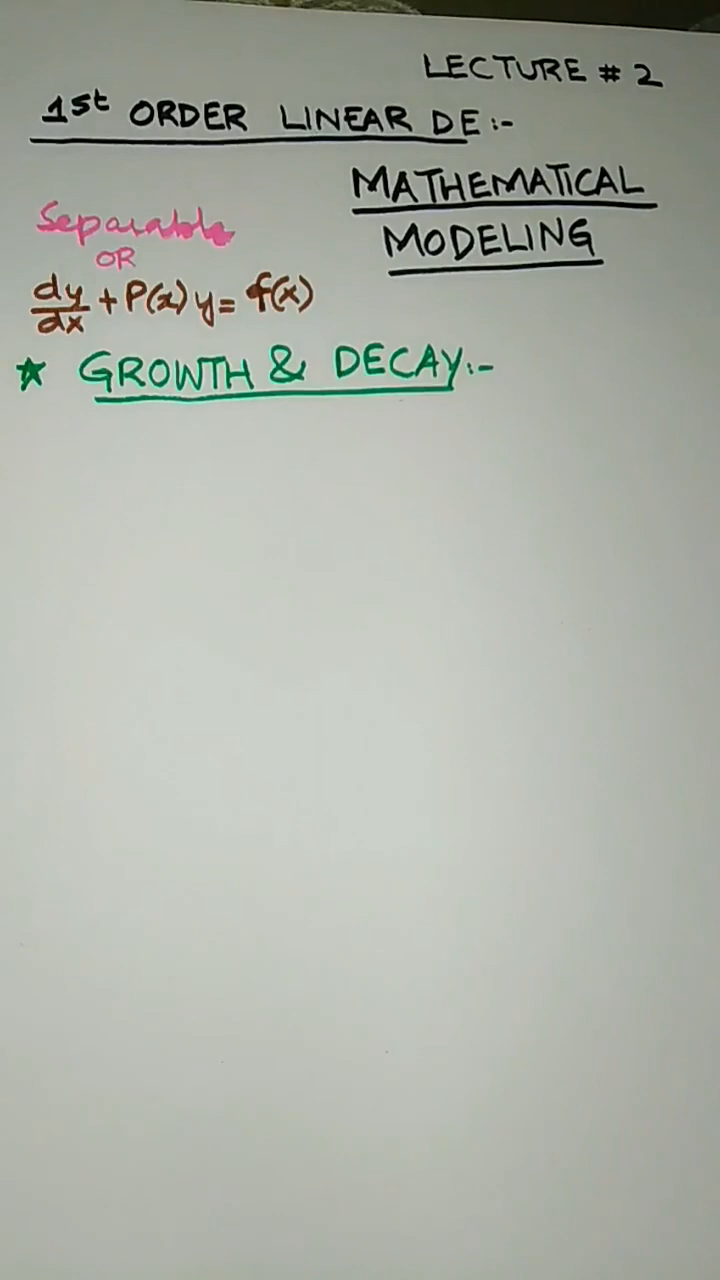 LECTURE # 2
1st ORDER LINEAR DE :-
MATHEMATICAL
MODELING
Separable
OR
dy/dx + P(x) y = f(x)
* GROWTH & DECAY :-